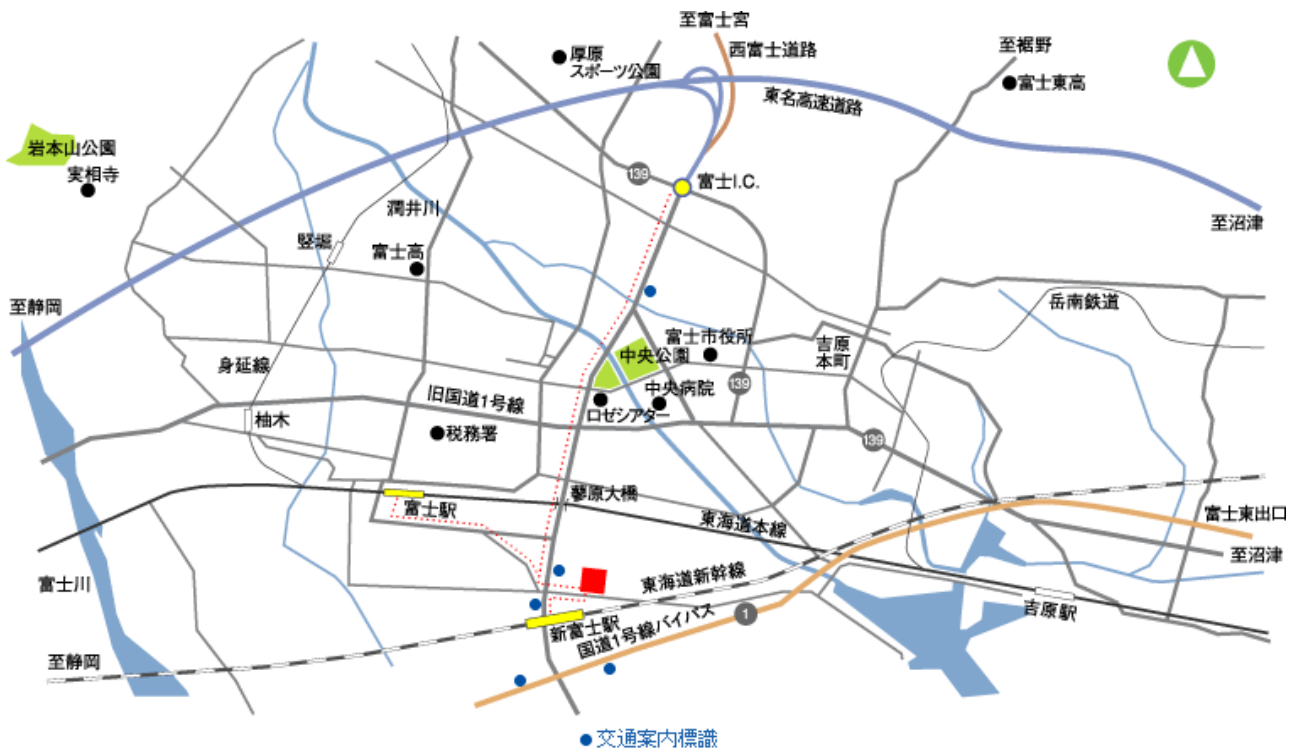 至富士宮
西富士道路
至裾野
厚原
スポーツ公園
富士東高
東名高速道路
岩本山公園
実相寺
139
富士I.C.
潤井川
至沼津
竪堀
富士高
至静岡
岳南鉄道
富士市役所
吉原
本町
中央公園
身延線
139
中央病院
旧国道1号線
ロゼシアター
柚木
税務署
139
蓼原大橋
富士駅
東海道本線
富士東出口
至沼津
富士川
東海道新幹線
吉原駅
1
新富士駅
国道1号線バイパス
至静岡
交通案内標識